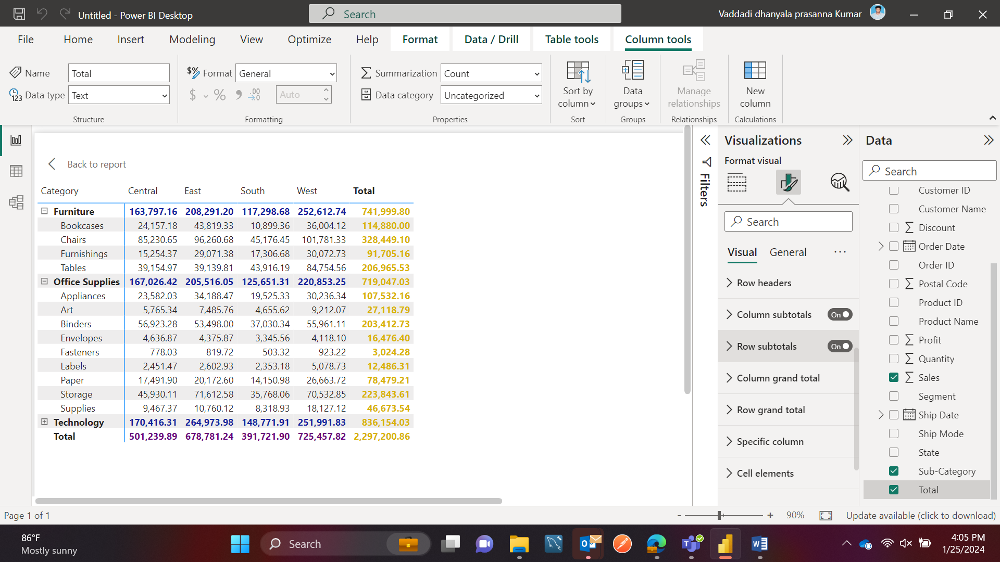 Untitled - Power BI Desktop
Search
Vaddadi dhanyala prasanna Kumar
File Home Insert Modeling View Optimize Help Format Data / Drill Table tools Column tools
Name Total
Data type Text
Structure
$% Format General
$ % 9 .00 Auto
Formatting
Summarization Count
Data category Uncategorized
Properties
Sort by
column
Sort
Data
groups
Groups
Manage
relationships
Relationships
New
column
Calculations
Back to report
Category Central East South West Total
Furniture 163,797.16 208,291.20 117,298.68 252,612.74 741,999.80
Bookcases 24,157.18 43,819.33 10,899.36 36,004.12 114,880.00
Chairs 85,230.65 96,260.68 45,176.45 101,781.33 328,449.10
Furnishings 15,254.37 29,071.38 17,306.68 30,072.73 91,705.16
Tables 39,154.97 39,139.81 43,916.19 84,754.56 206,965.53
Office Supplies 167,026.42 205,516.05 125,651.31 220,853.25 719,047.03
Appliances 23,582.03 34,188.47 19,525.33 30,236.34 107,532.16
Art 5,765.34 7,485.76 4,655.62 9,212.07 27,118.79
Binders 56,923.28 53,498.00 37,030.34 55,961.11 203,412.73
Envelopes 4,636.87 4,375.87 3,345.56 4,118.10 16,476.40
Fasteners 778.03 819.72 503.32 923.22 3,024.28
Labels 2,451.47 2,602.93 2,353.18 5,078.73 12,486.31
Paper 17,491.90 20,172.60 14,150.98 26,663.72 78,479.21
Storage 45,930.11 71,612.58 35,768.06 70,532.85 223,843.61
Supplies 9,467.37 10,760.12 8,318.93 18,127.12 46,673.54
Technology 170,416.31 264,973.98 148,771.91 251,991.83 836,154.03
Total 501,239.89 678,781.24 391,721.90 725,457.82 2,297,200.86
Filters
Visualizations
Format visual
Search
Visual General ...
Row headers
Column subtotals On
Row subtotals On
Column grand total
Row grand total
Specific column
Cell elements
Data
Search
Customer ID
Customer Name
Discount
Order Date
Order ID
Postal Code
Product ID
Product Name
Profit
Quantity
Sales
Segment
Ship Date
Ship Mode
State
Sub-Category
Total
Page 1 of 1
- + 90%
Update available (click to download)
86°F
Mostly sunny
Search
4:05 PM
1/25/2024